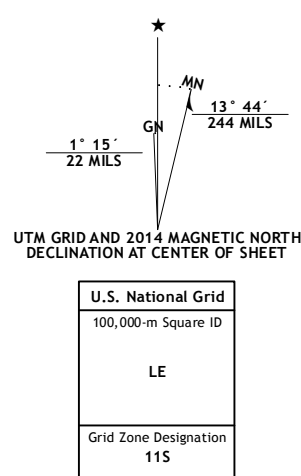 ★
MN
GN
13° 44´
244 MILS
1° 15´
22 MILS
UTM GRID AND 2014 MAGNETIC NORTH
DECLINATION AT CENTER OF SHEET
U.S. National Grid
100,000-m Square ID
LE
Grid Zone Designation
11S